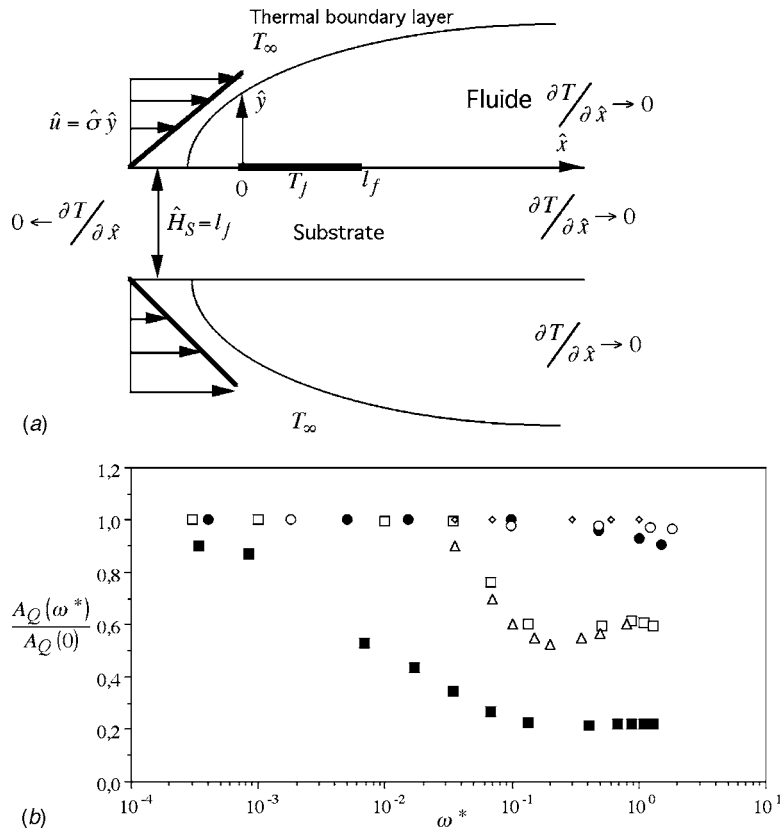 Thermal boundary layer
T∞
û = σ̂ ŷ
ŷ
Fluide
∂T/∂x̂ → 0
x̂
0
T_f
l_f
0 ← ∂T/∂x̂
Ĥ_S = l_f
Substrate
∂T/∂x̂ → 0
∂T/∂x̂ → 0
T∞
(a)
A_Q(ω*)/A_Q(0)
1,2
1,0
0,8
0,6
0,4
0,2
0,0
10^-4
10^-3
10^-2
10^-1
10^0
10^1
ω*
(b)